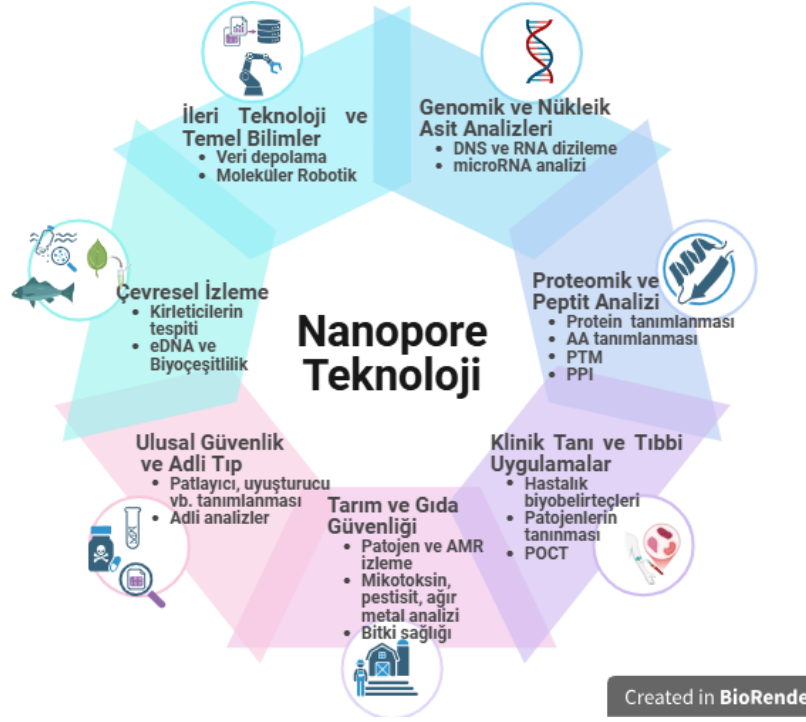 İleri Teknoloji ve
Temel Bilimler
• Veri depolama
• Moleküler Robotik
Genomik ve Nükleik
Asit Analizleri
• DNS ve RNA dizileme
• microRNA analizi
Proteomik ve
Peptit Analizi
• Protein tanımlanması
• AA tanımlanması
• PTM
• PPI
Klinik Tanı ve Tıbbi
Uygulamalar
• Hastalık
biyobelirteçleri
• Patojenlerin
tanınması
• POCT
Tarım ve Gıda
Güvenliği
• Patojen ve AMR
izleme
• Mikotoksin,
pestisit, ağır
metal analizi
• Bitki sağlığı
Ulusal Güvenlik
ve Adli Tıp
• Patlayıcı, uyuşturucu
vb. tanımlanması
• Adli analizler
Çevresel İzleme
• Kirleticilerin
tespiti
• eDNA ve
Biyoçeşitlilik
Nanopore
Teknoloji
Created in BioRende